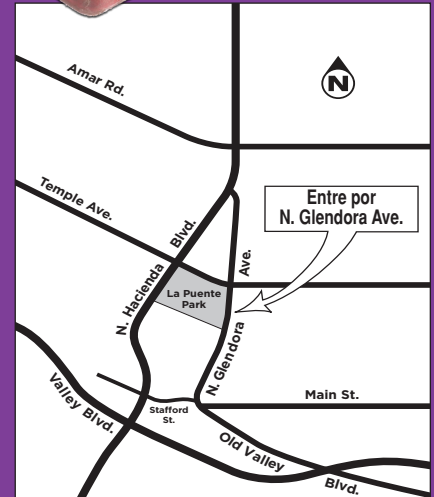 Amar Rd.
N
Temple Ave.
Entre por
N. Glendora Ave.
N. Hacienda Blvd.
La Puente
Park
N. Glendora Ave.
Main St.
Stafford
St.
Valley Blvd.
Old Valley Blvd.